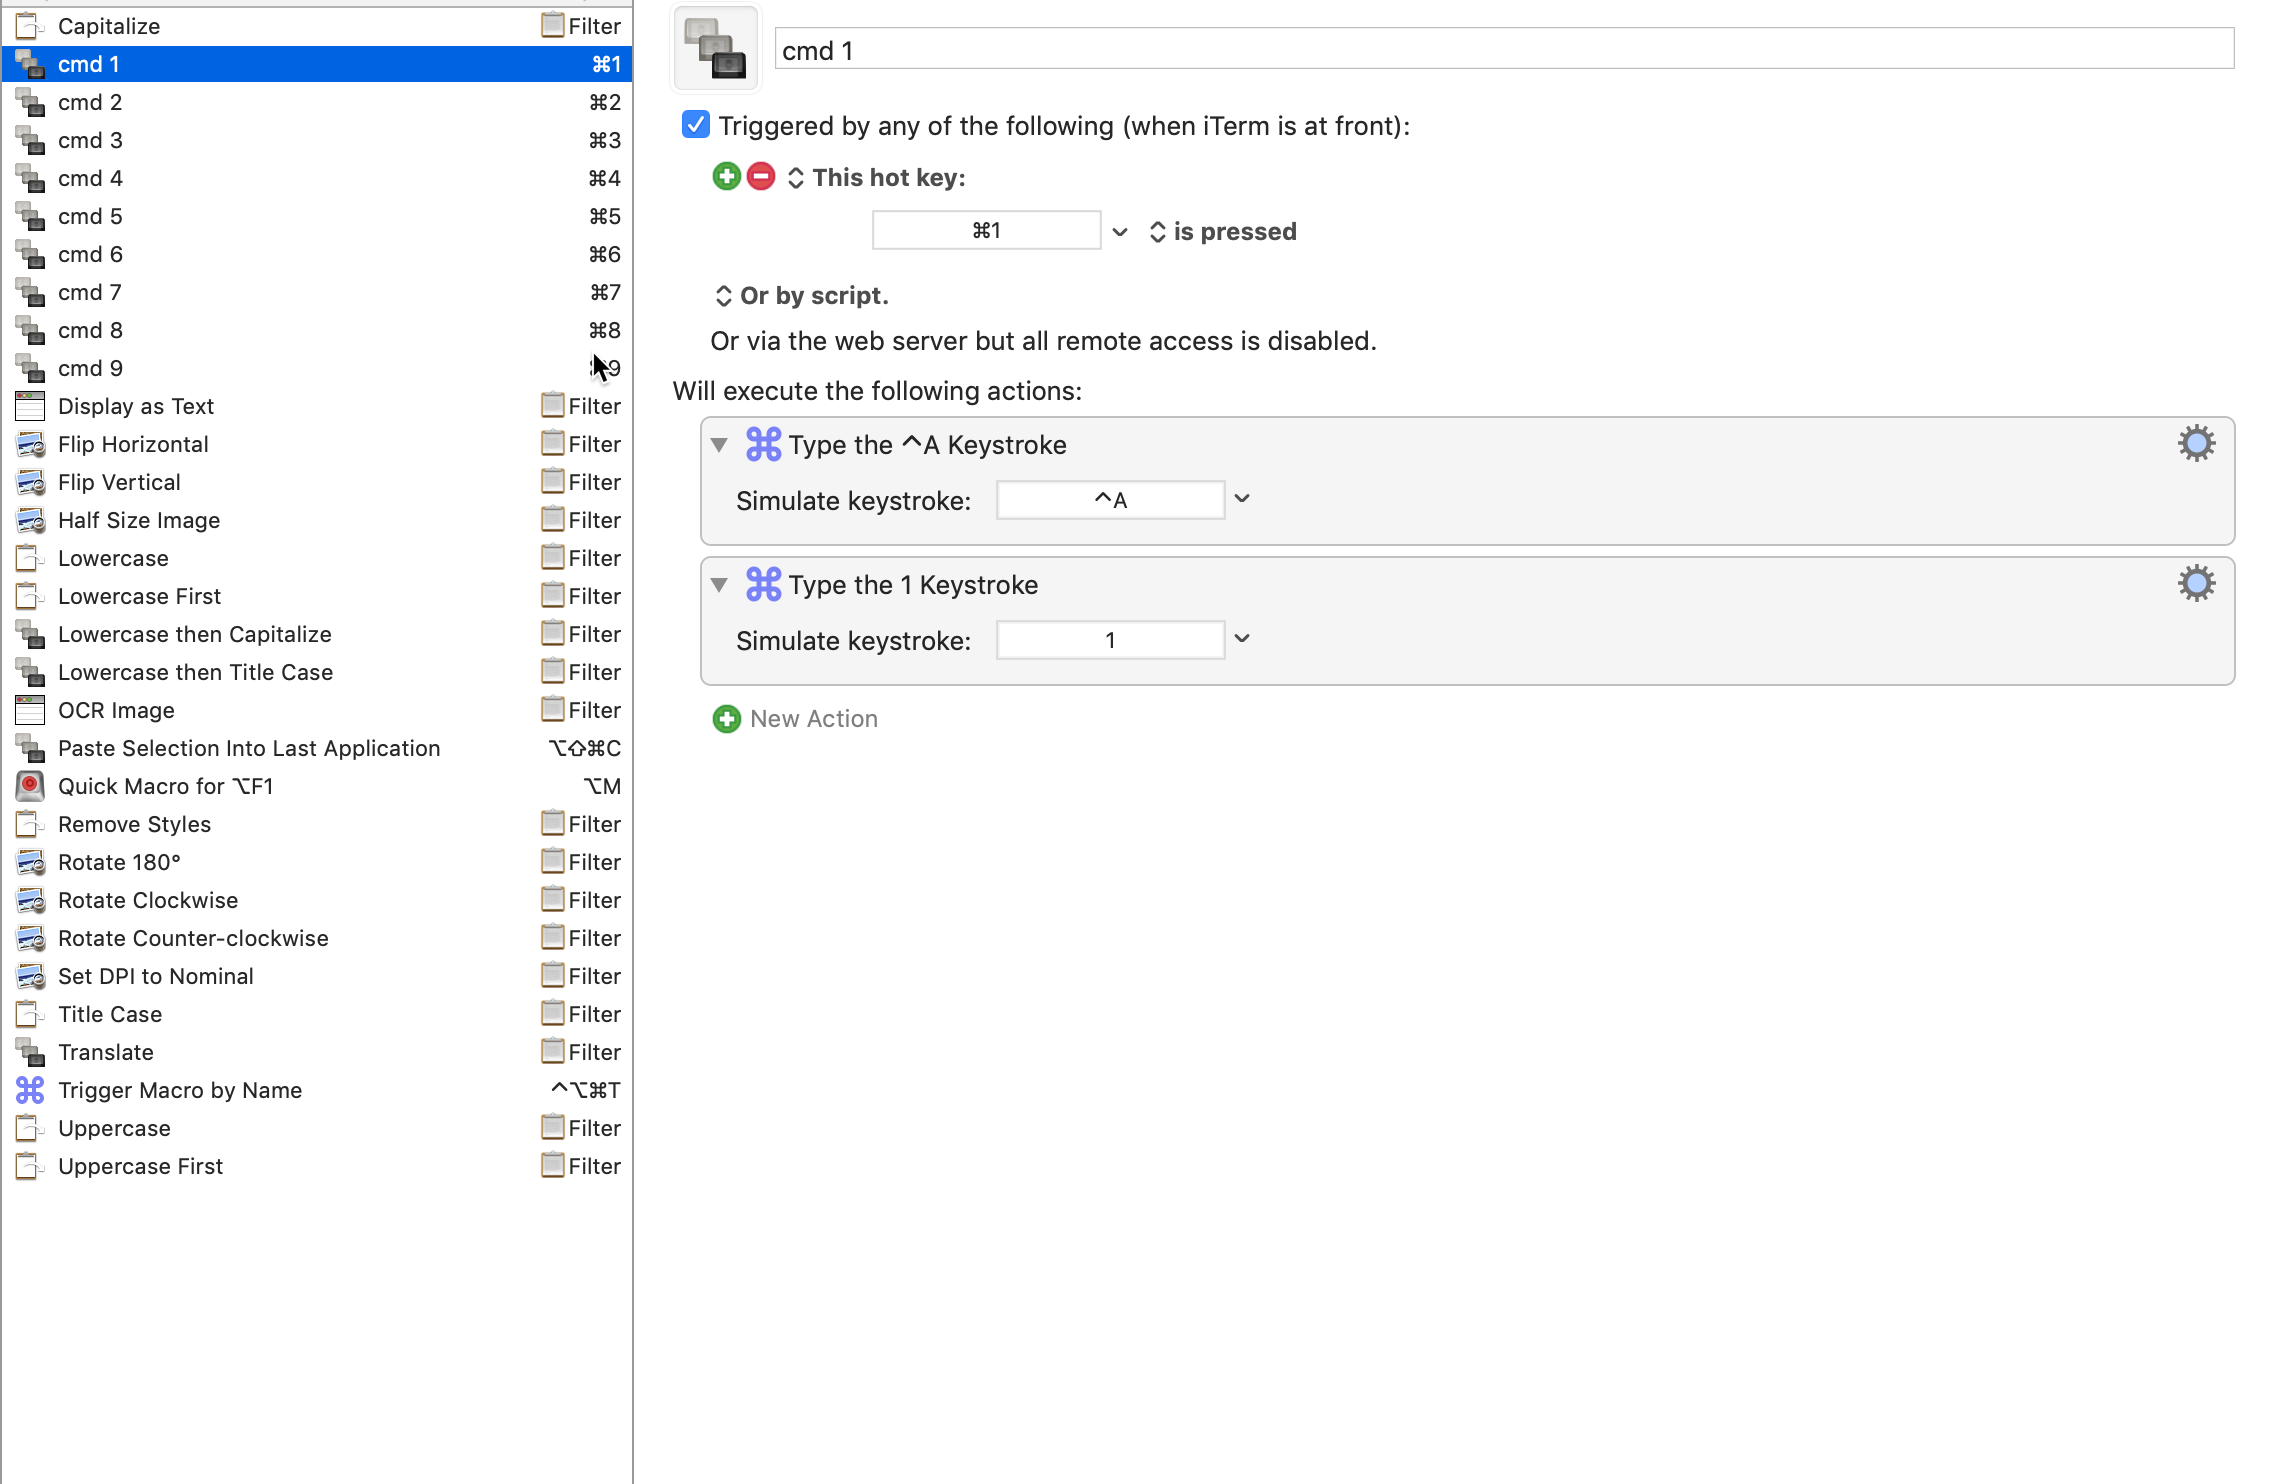 Capitalize Filter
cmd 1 ⌘1
cmd 2 ⌘2
cmd 3 ⌘3
cmd 4 ⌘4
cmd 5 ⌘5
cmd 6 ⌘6
cmd 7 ⌘7
cmd 8 ⌘8
cmd 9 9
Display as Text Filter
Flip Horizontal Filter
Flip Vertical Filter
Half Size Image Filter
Lowercase Filter
Lowercase First Filter
Lowercase then Capitalize Filter
Lowercase then Title Case Filter
OCR Image Filter
Paste Selection Into Last Application ⌥⇧⌘C
Quick Macro for ⌥F1 ⌥M
Remove Styles Filter
Rotate 180° Filter
Rotate Clockwise Filter
Rotate Counter-clockwise Filter
Set DPI to Nominal Filter
Title Case Filter
Translate Filter
Trigger Macro by Name ^⌥⌘T
Uppercase Filter
Uppercase First Filter
cmd 1
Triggered by any of the following (when iTerm is at front):
This hot key:
⌘1 is pressed
Or by script.
Or via the web server but all remote access is disabled.
Will execute the following actions:
Type the ^A Keystroke
Simulate keystroke: ^A
Type the 1 Keystroke
Simulate keystroke: 1
New Action